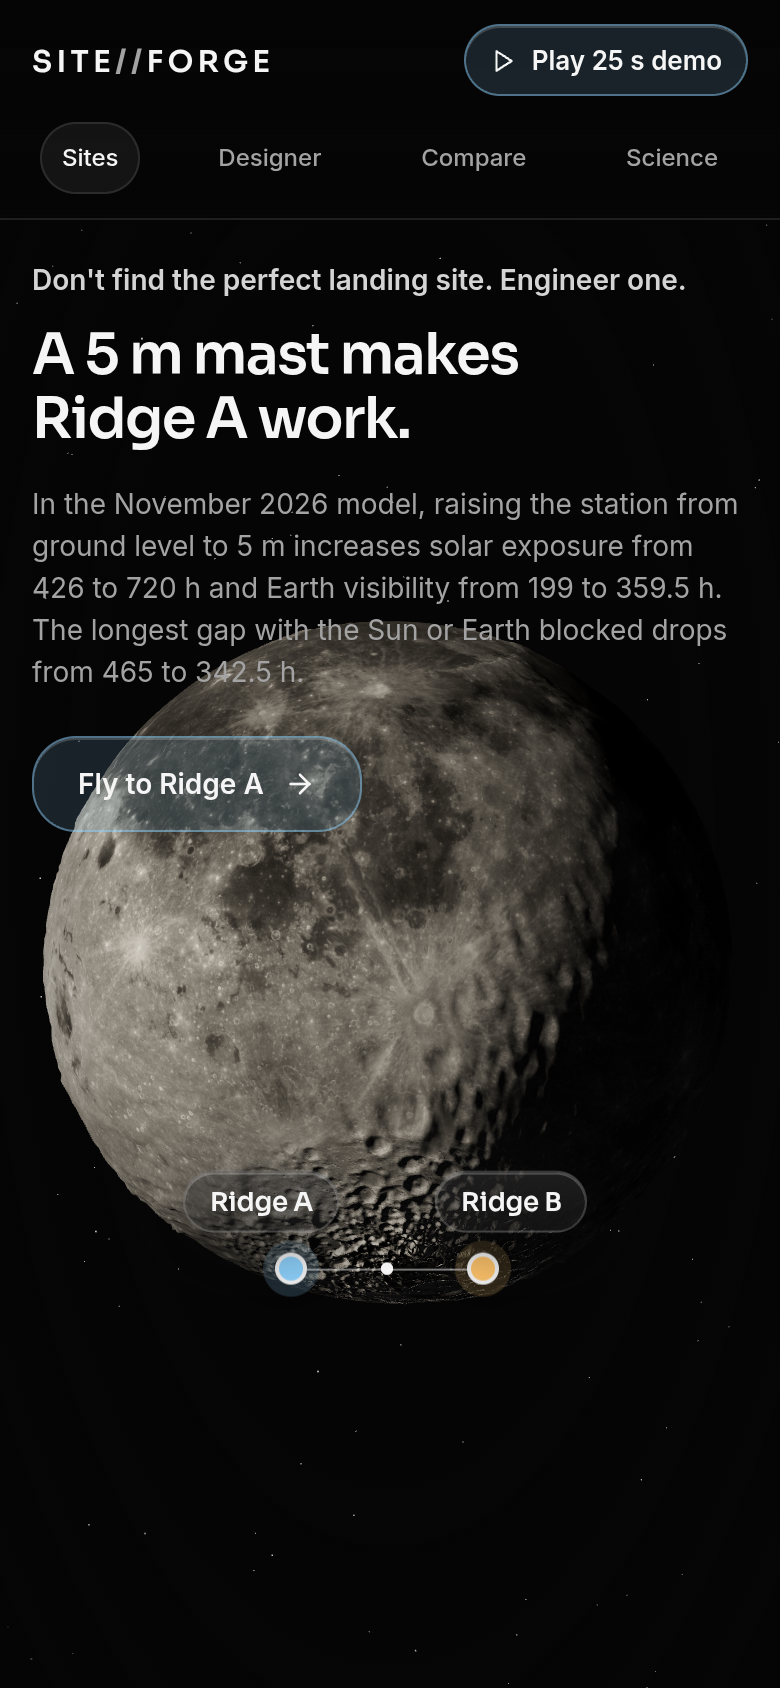 SITE//FORGE
Play 25 s demo
Sites
Designer
Compare
Science
Don't find the perfect landing site. Engineer one.
A 5 m mast makes
Ridge A work.
In the November 2026 model, raising the station from
ground level to 5 m increases solar exposure from
426 to 720 h and Earth visibility from 199 to 359.5 h.
The longest gap with the Sun or Earth blocked drops
from 465 to 342.5 h.
Fly to Ridge A
Ridge A
Ridge B